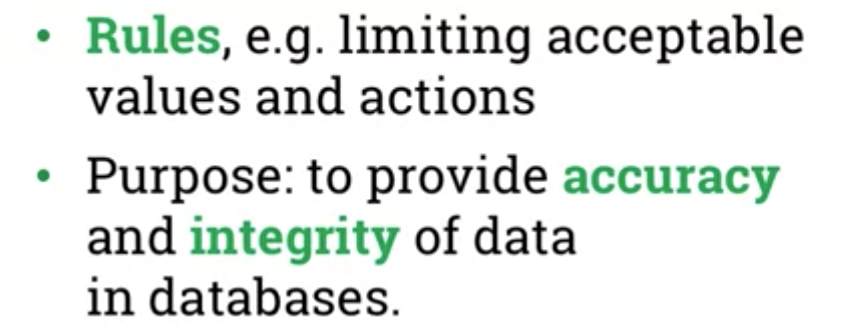 • Rules, e.g. limiting acceptable
values and actions
• Purpose: to provide accuracy
and integrity of data
in databases.